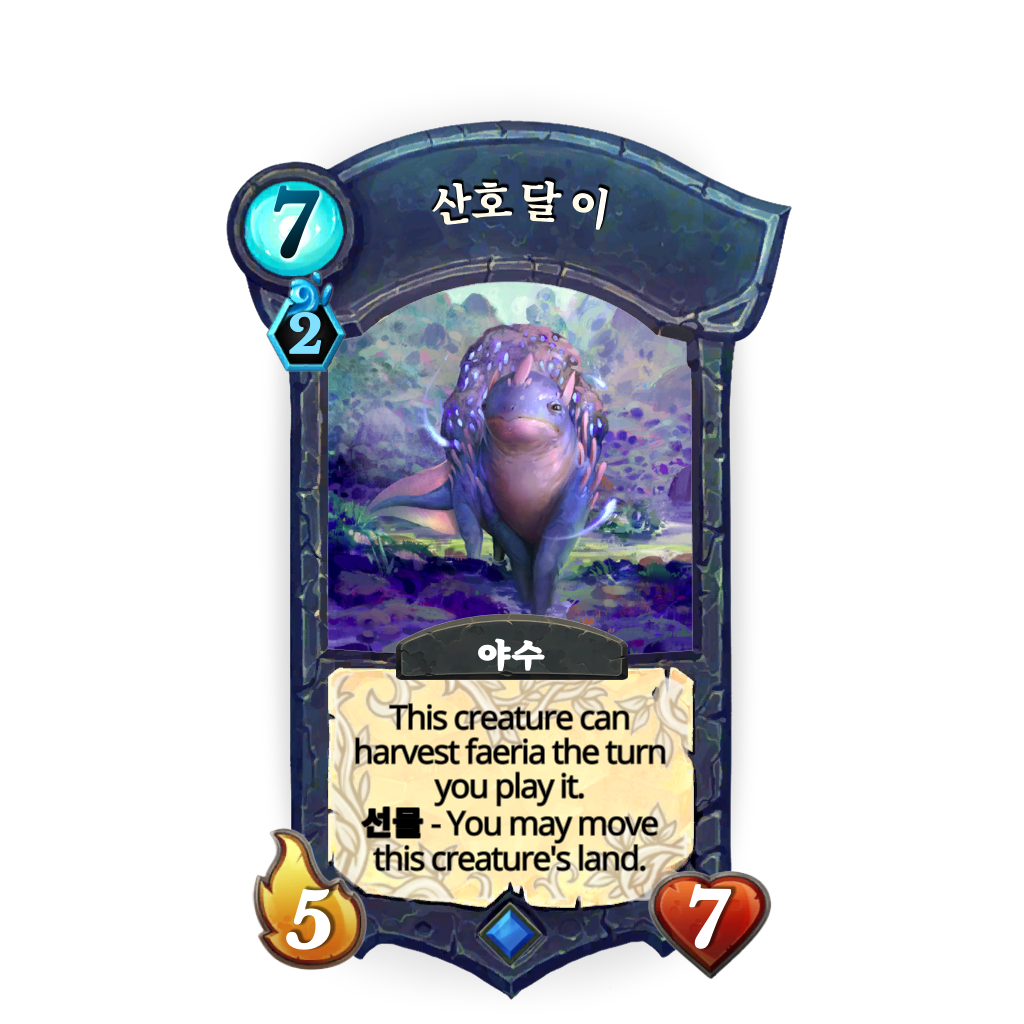 7
산호 달이
2
야수
This creature can
harvest faeria the turn
you play it.
선물 - You may move
this creature's land.
5
7